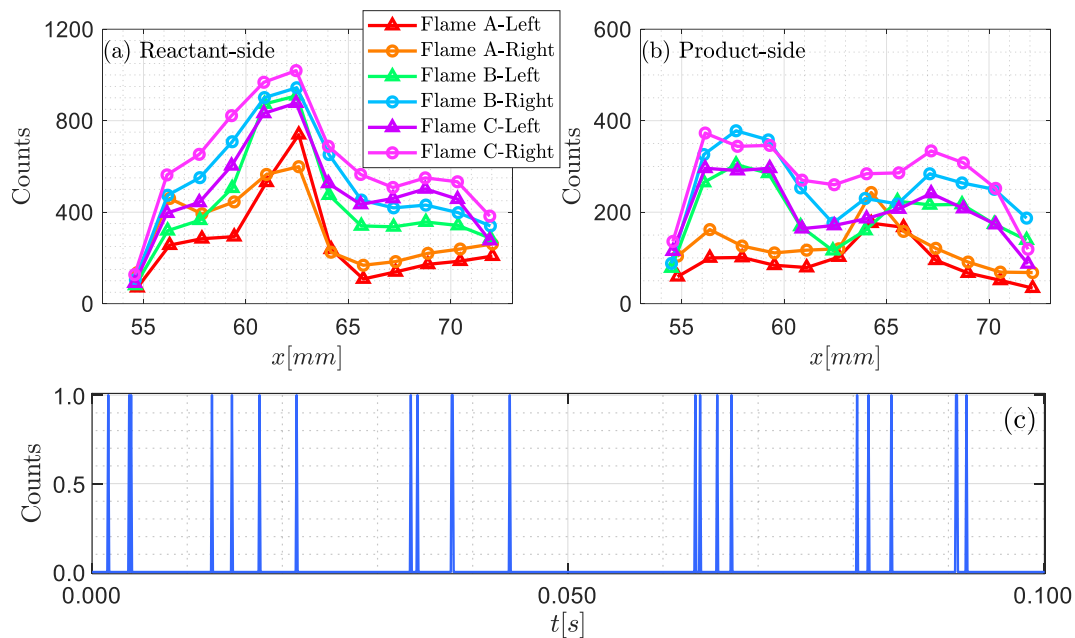 (a) Reactant-side
Counts
1200
800
400
0
55
60
65
70
x[mm]
Flame A-Left
Flame A-Right
Flame B-Left
Flame B-Right
Flame C-Left
Flame C-Right
(b) Product-side
Counts
600
400
200
0
55
60
65
70
x[mm]
(c)
Counts
1.0
0.5
0.0
0.000
0.050
0.100
t[s]